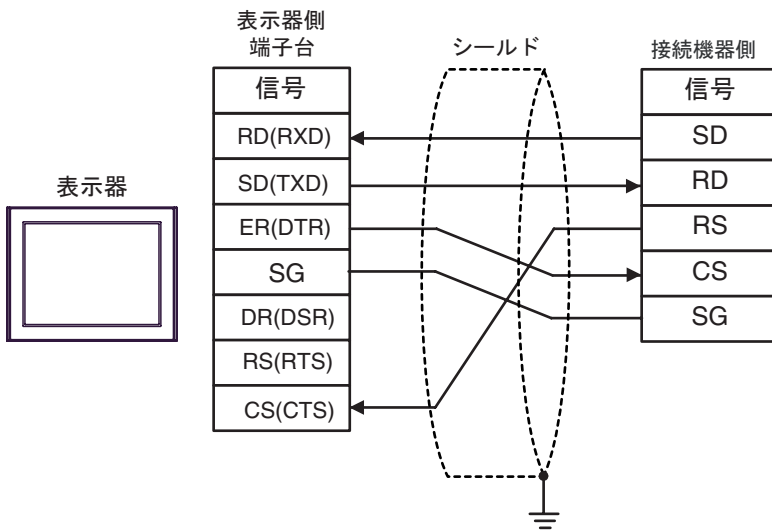 表示器側
端子台
シールド
接続機器側
信号
信号
RD(RXD)
SD
SD(TXD)
RD
表示器
ER(DTR)
RS
SG
CS
DR(DSR)
SG
RS(RTS)
CS(CTS)